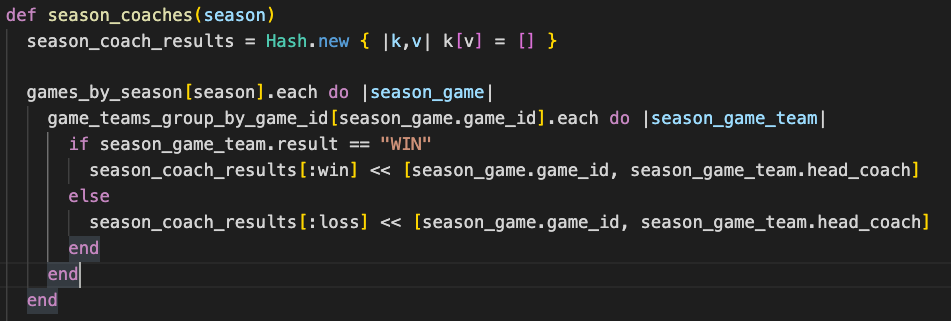 def season_coaches(season)
  season_coach_results = Hash.new { |k,v| k[v] = [] }

  games_by_season[season].each do |season_game|
    game_teams_group_by_game_id[season_game.game_id].each do |season_game_team|
      if season_game_team.result == "WIN"
        season_coach_results[:win] << [season_game.game_id, season_game_team.head_coach]
      else
        season_coach_results[:loss] << [season_game.game_id, season_game_team.head_coach]
      end
    end
  end